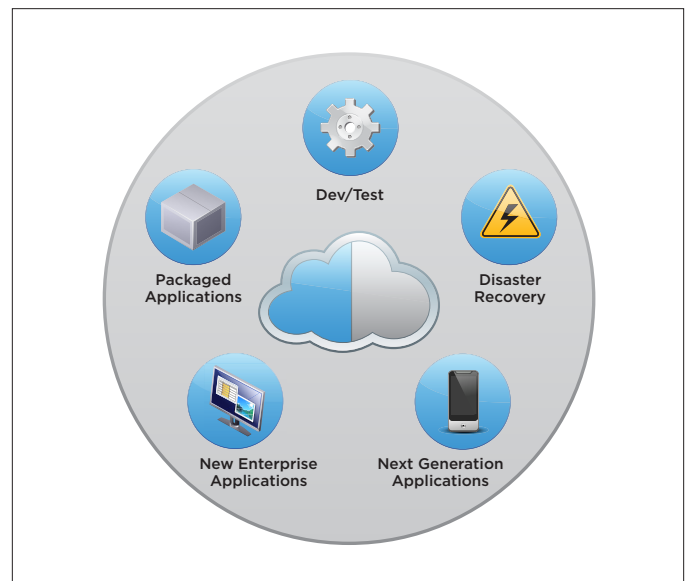 Dev/Test
Packaged
Applications
Disaster
Recovery
New Enterprise
Applications
Next Generation
Applications